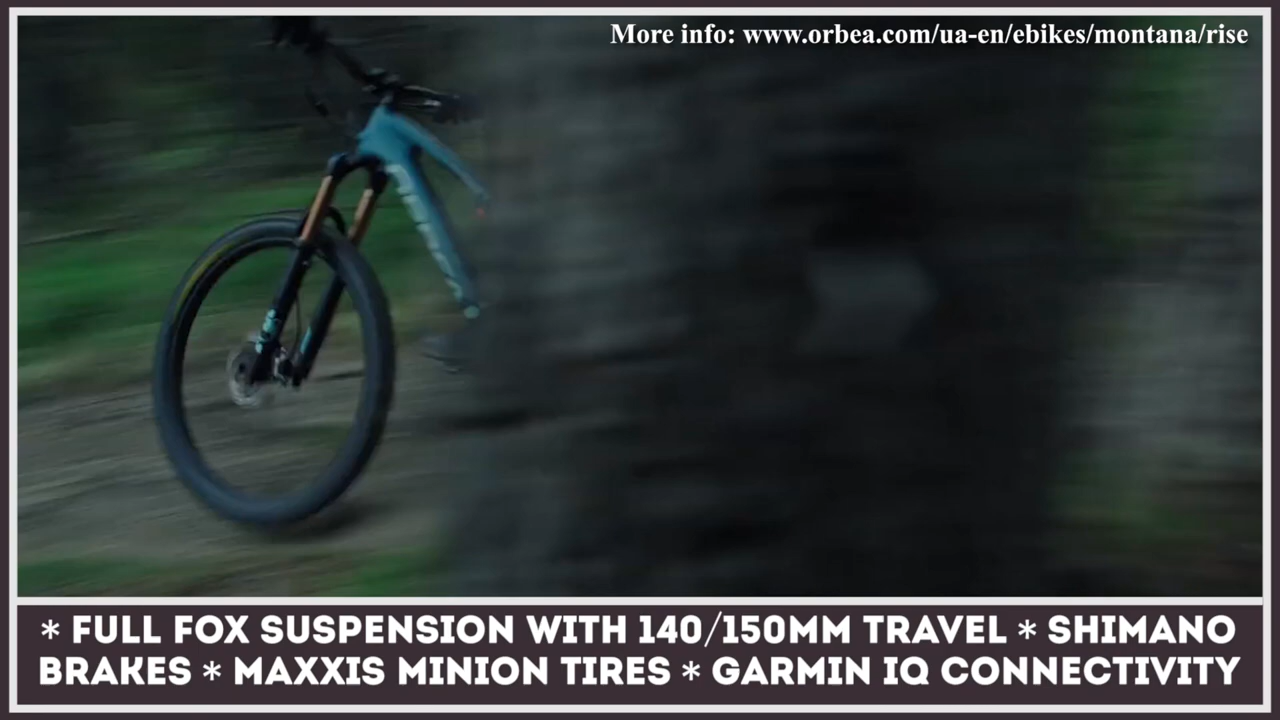 More info: www.orbea.com/ua-en/ebikes/montana/rise
* FULL FOX SUSPENSION WITH 140/150MM TRAVEL * SHIMANO
BRAKES * MAXXIS MINION TIRES * GARMIN IQ CONNECTIVITY